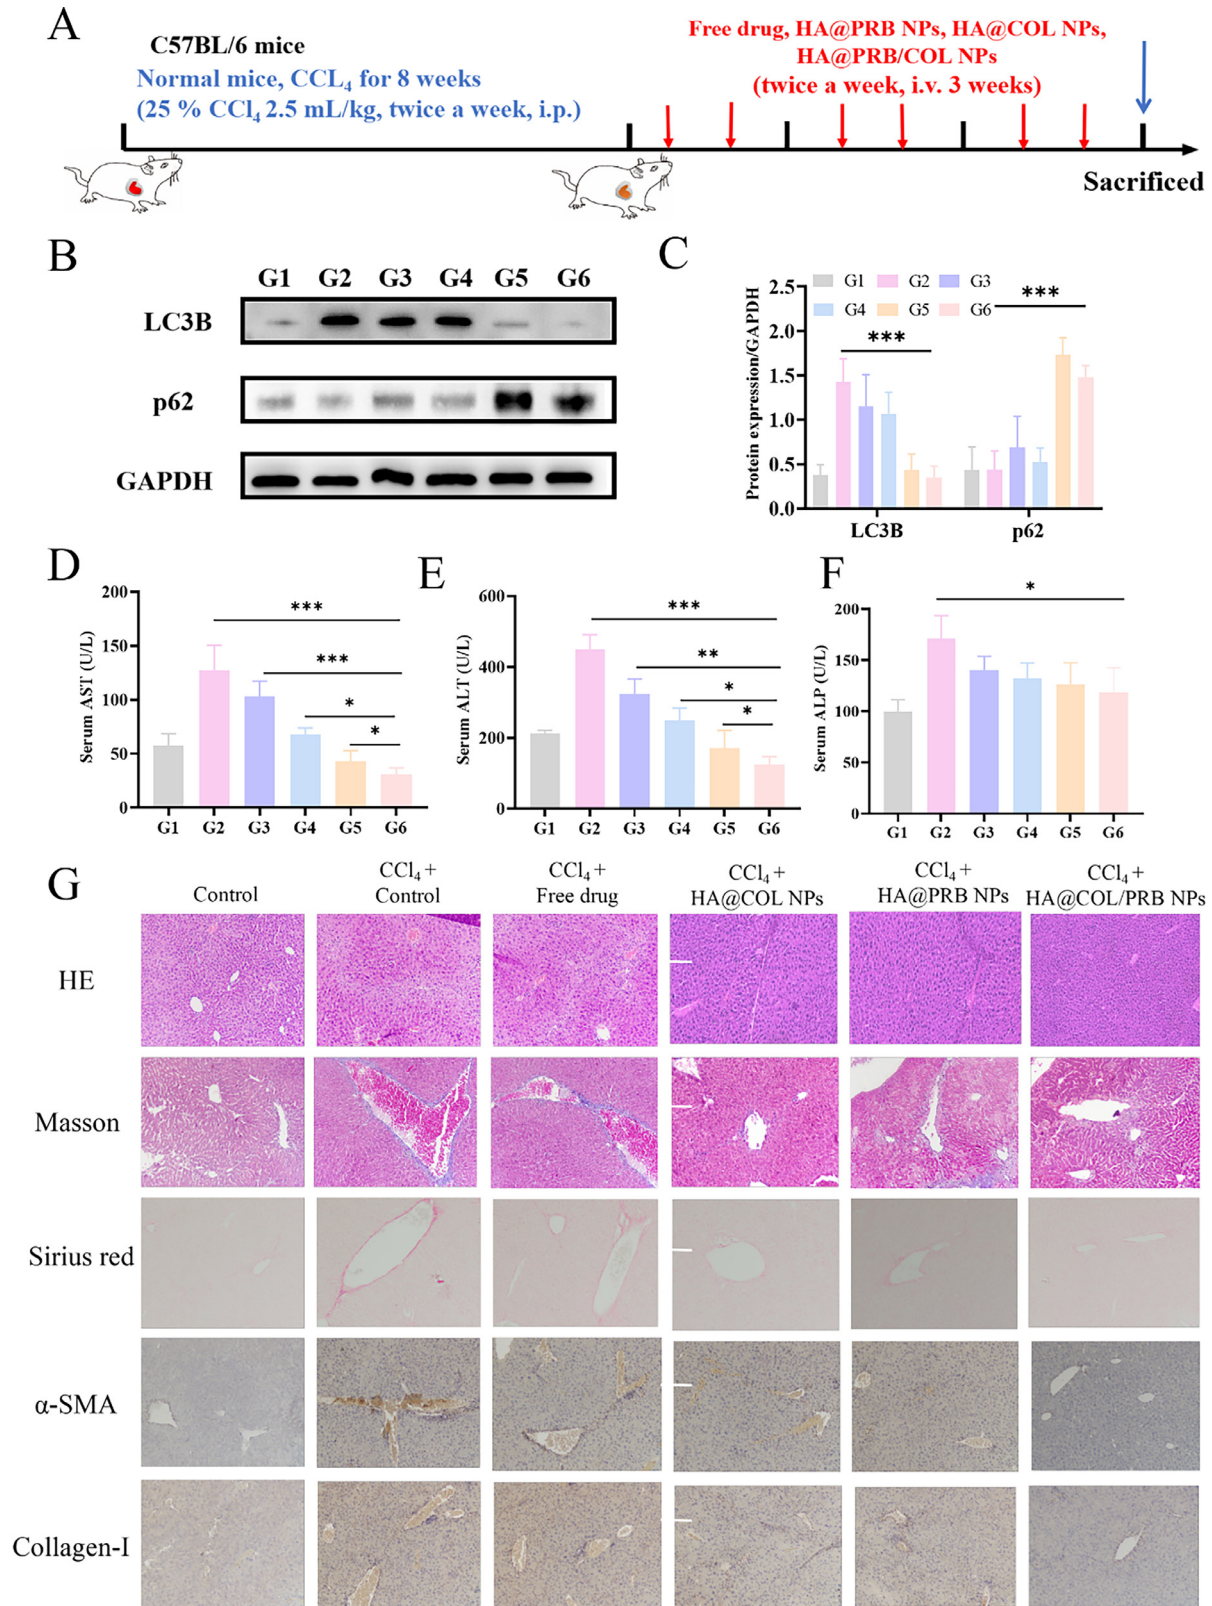 A
C57BL/6 mice
Normal mice, CCL4 for 8 weeks
(25 % CCl4 2.5 mL/kg, twice a week, i.p.)
Free drug, HA@PRB NPs, HA@COL NPs,
HA@PRB/COL NPs
(twice a week, i.v. 3 weeks)
Sacrificed
B
G1 G2 G3 G4 G5 G6
LC3B
p62
GAPDH
C
Protein expression/GAPDH
2.5
2.0
1.5
1.0
0.5
0.0
G1 G2 G3
G4 G5 G6
***
***
LC3B p62
D
Serum AST (U/L)
200
150
100
50
0
***
***
*
*
G1 G2 G3 G4 G5 G6
E
Serum ALT (U/L)
600
400
200
0
***
**
*
*
G1 G2 G3 G4 G5 G6
F
Serum ALP (U/L)
200
150
100
50
0
*
G1 G2 G3 G4 G5 G6
G
Control
CCl4 +
Control
CCl4 +
Free drug
CCl4 +
HA@COL NPs
CCl4 +
HA@PRB NPs
CCl4 +
HA@COL/PRB NPs
HE
Masson
Sirius red
α-SMA
Collagen-I